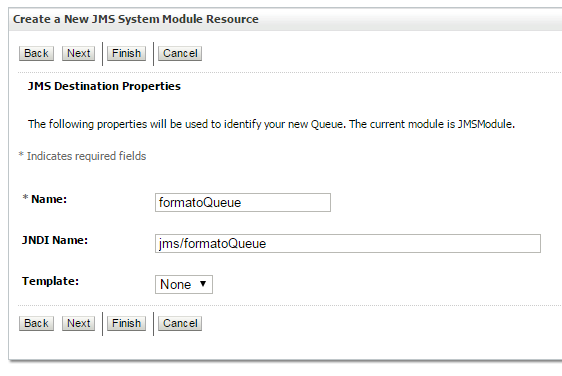 Create a New JMS System Module Resource
Back Next Finish Cancel
JMS Destination Properties
The following properties will be used to identify your new Queue. The current module is JMSModule.
* Indicates required fields
* Name: formatoQueue
JNDI Name: jms/formatoQueue
Template: None
Back Next Finish Cancel